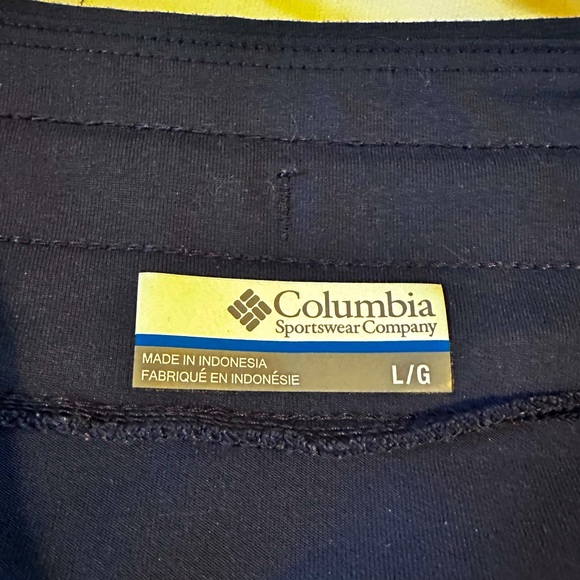 Columbia
Sportswear Company
MADE IN INDONESIA
FABRIQUÉ EN INDONÉSIE
L/G